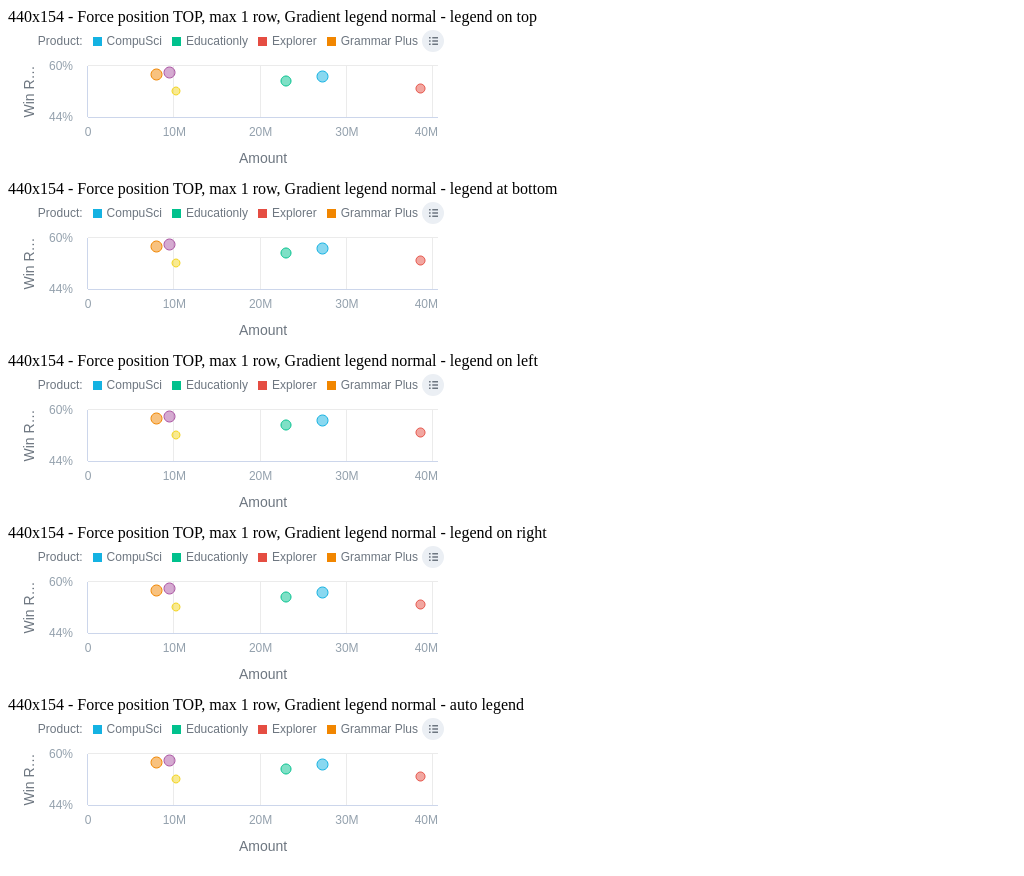 440x154 - Force position TOP, max 1 row, Gradient legend normal - legend on top
Product: CompuSci Educationly Explorer Grammar Plus
Win R...
60%
44%
0 10M 20M 30M 40M
Amount
440x154 - Force position TOP, max 1 row, Gradient legend normal - legend at bottom
Product: CompuSci Educationly Explorer Grammar Plus
Win R...
60%
44%
0 10M 20M 30M 40M
Amount
440x154 - Force position TOP, max 1 row, Gradient legend normal - legend on left
Product: CompuSci Educationly Explorer Grammar Plus
Win R...
60%
44%
0 10M 20M 30M 40M
Amount
440x154 - Force position TOP, max 1 row, Gradient legend normal - legend on right
Product: CompuSci Educationly Explorer Grammar Plus
Win R...
60%
44%
0 10M 20M 30M 40M
Amount
440x154 - Force position TOP, max 1 row, Gradient legend normal - auto legend
Product: CompuSci Educationly Explorer Grammar Plus
Win R...
60%
44%
0 10M 20M 30M 40M
Amount